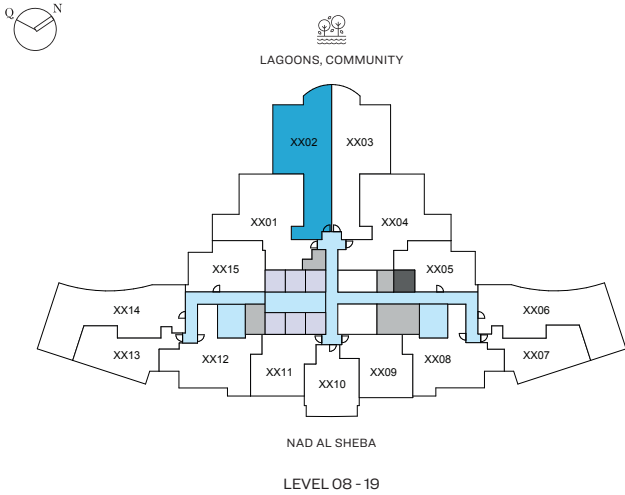 Q N
LAGOONS, COMMUNITY
XX02 XX03
XX01 XX04
XX15 XX05
XX14 XX06
XX13 XX12 XX08 XX07
XX11 XX10 XX09
NAD AL SHEBA
LEVEL 08 - 19